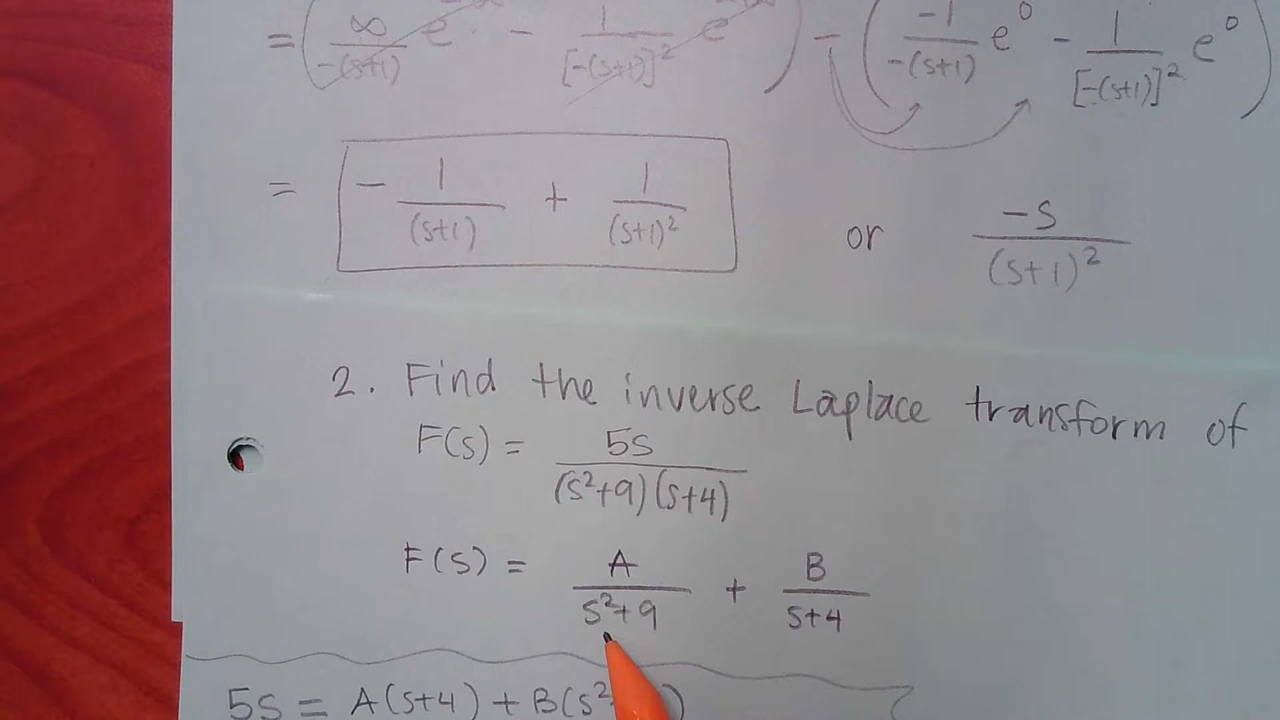 = ( ∞/-(s+1) e - 1/[-(s+1)]² e ) - ( -1/-(s+1) e⁰ - 1/[-(s+1)]² e⁰ )
= - 1/(s+1) + 1/(s+1)² or -s/(s+1)²
2. Find the inverse Laplace transform of
F(s) = 5s/(s²+9)(s+4)
F(s) = A/s²+9 + B/s+4
5s = A(s+4) + B(s² )